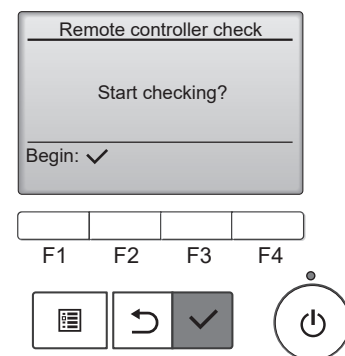 Remote controller check
Start checking?
Begin: ✓
F1 F2 F3 F4